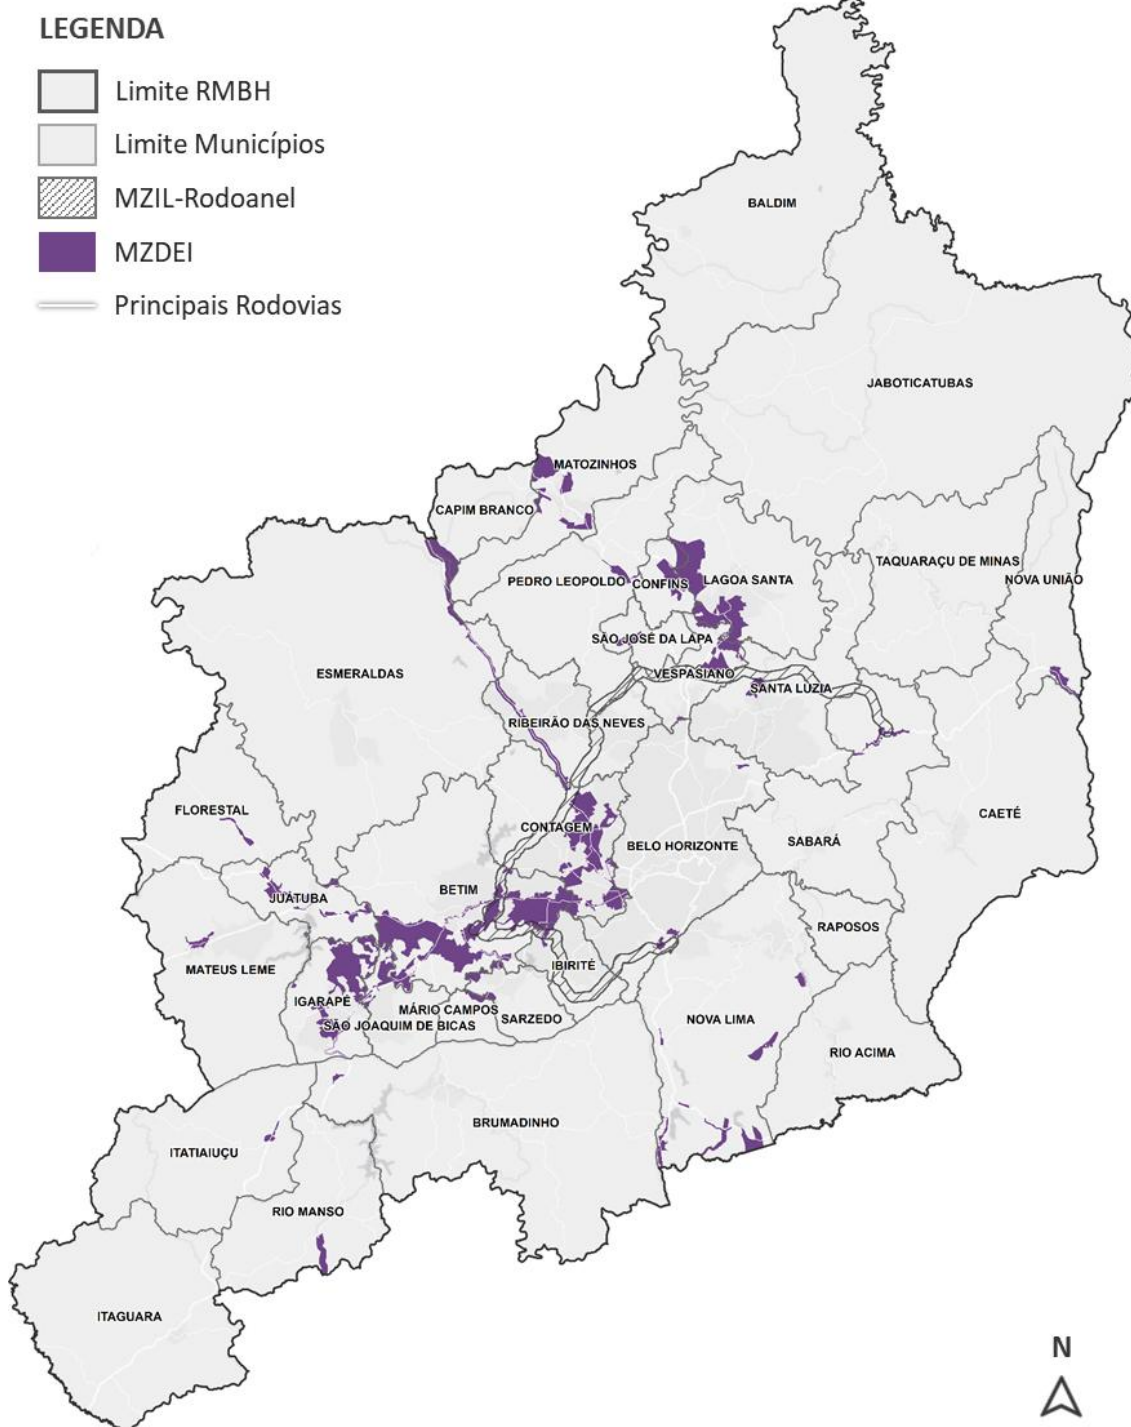 LEGENDA
Limite RMBH
Limite Municípios
MZIL-Rodoanel
MZDEI
Principais Rodovias
BALDIM
JABOTICATUBAS
MATOZINHOS
CAPIM BRANCO
TAQUARAÇU DE MINAS
PEDRO LEOPOLDO
CONFINS
LAGOA SANTA
NOVA UNIÃO
SÃO JOSÉ DA LAPA
ESMERALDAS
VESPASIANO
SANTA LUZIA
RIBEIRÃO DAS NEVES
FLORESTAL
CAETÉ
CONTAGEM
BELO HORIZONTE
SABARÁ
BETIM
JUATUBA
RAPOSOS
MATEUS LEME
IBIRITÉ
IGARAPÉ
MÁRIO CAMPOS
SARZEDO
NOVA LIMA
SÃO JOAQUIM DE BICAS
RIO ACIMA
BRUMADINHO
ITATIAIUÇU
RIO MANSO
ITAGUARA
N